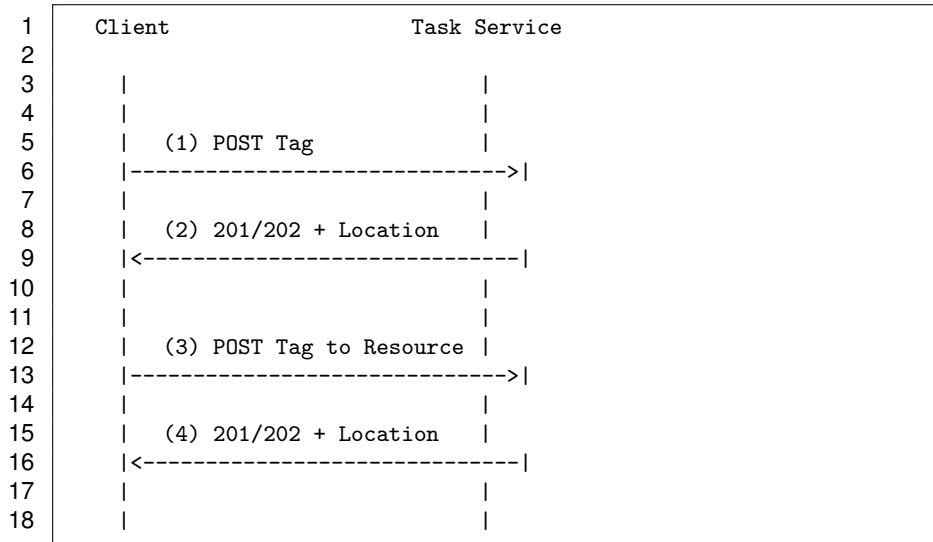 1 Client                   Task Service
2
3   |                            |
4   |                            |
5   |  (1) POST Tag              |
6   |------------------------------>|
7   |                            |
8   |  (2) 201/202 + Location    |
9   |<------------------------------|
10   |                            |
11   |                            |
12   |  (3) POST Tag to Resource |
13   |------------------------------>|
14   |                            |
15   |  (4) 201/202 + Location    |
16   |<------------------------------|
17   |                            |
18   |                            |